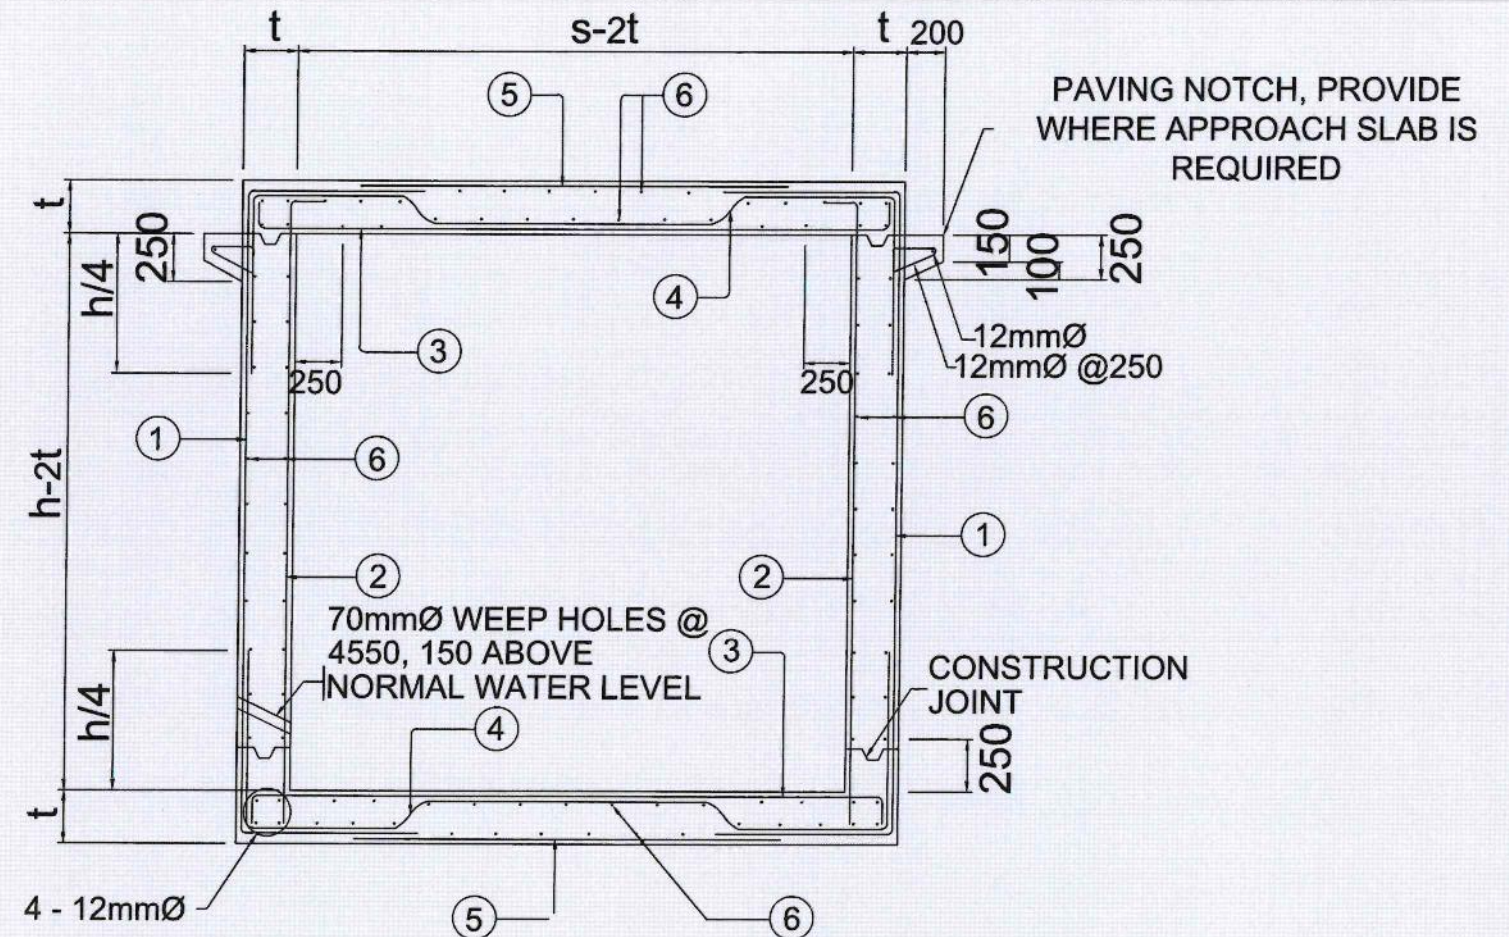 t
s-2t
t
200
PAVING NOTCH, PROVIDE
WHERE APPROACH SLAB IS
REQUIRED
5
6
t
250
h/4
150
100
250
4
3
12mmØ
12mmØ @250
250
250
6
1
6
h-2t
1
2
2
70mmØ WEEP HOLES @
4550, 150 ABOVE
NORMAL WATER LEVEL
3
CONSTRUCTION
JOINT
h/4
4
250
t
4 - 12mmØ
5
6